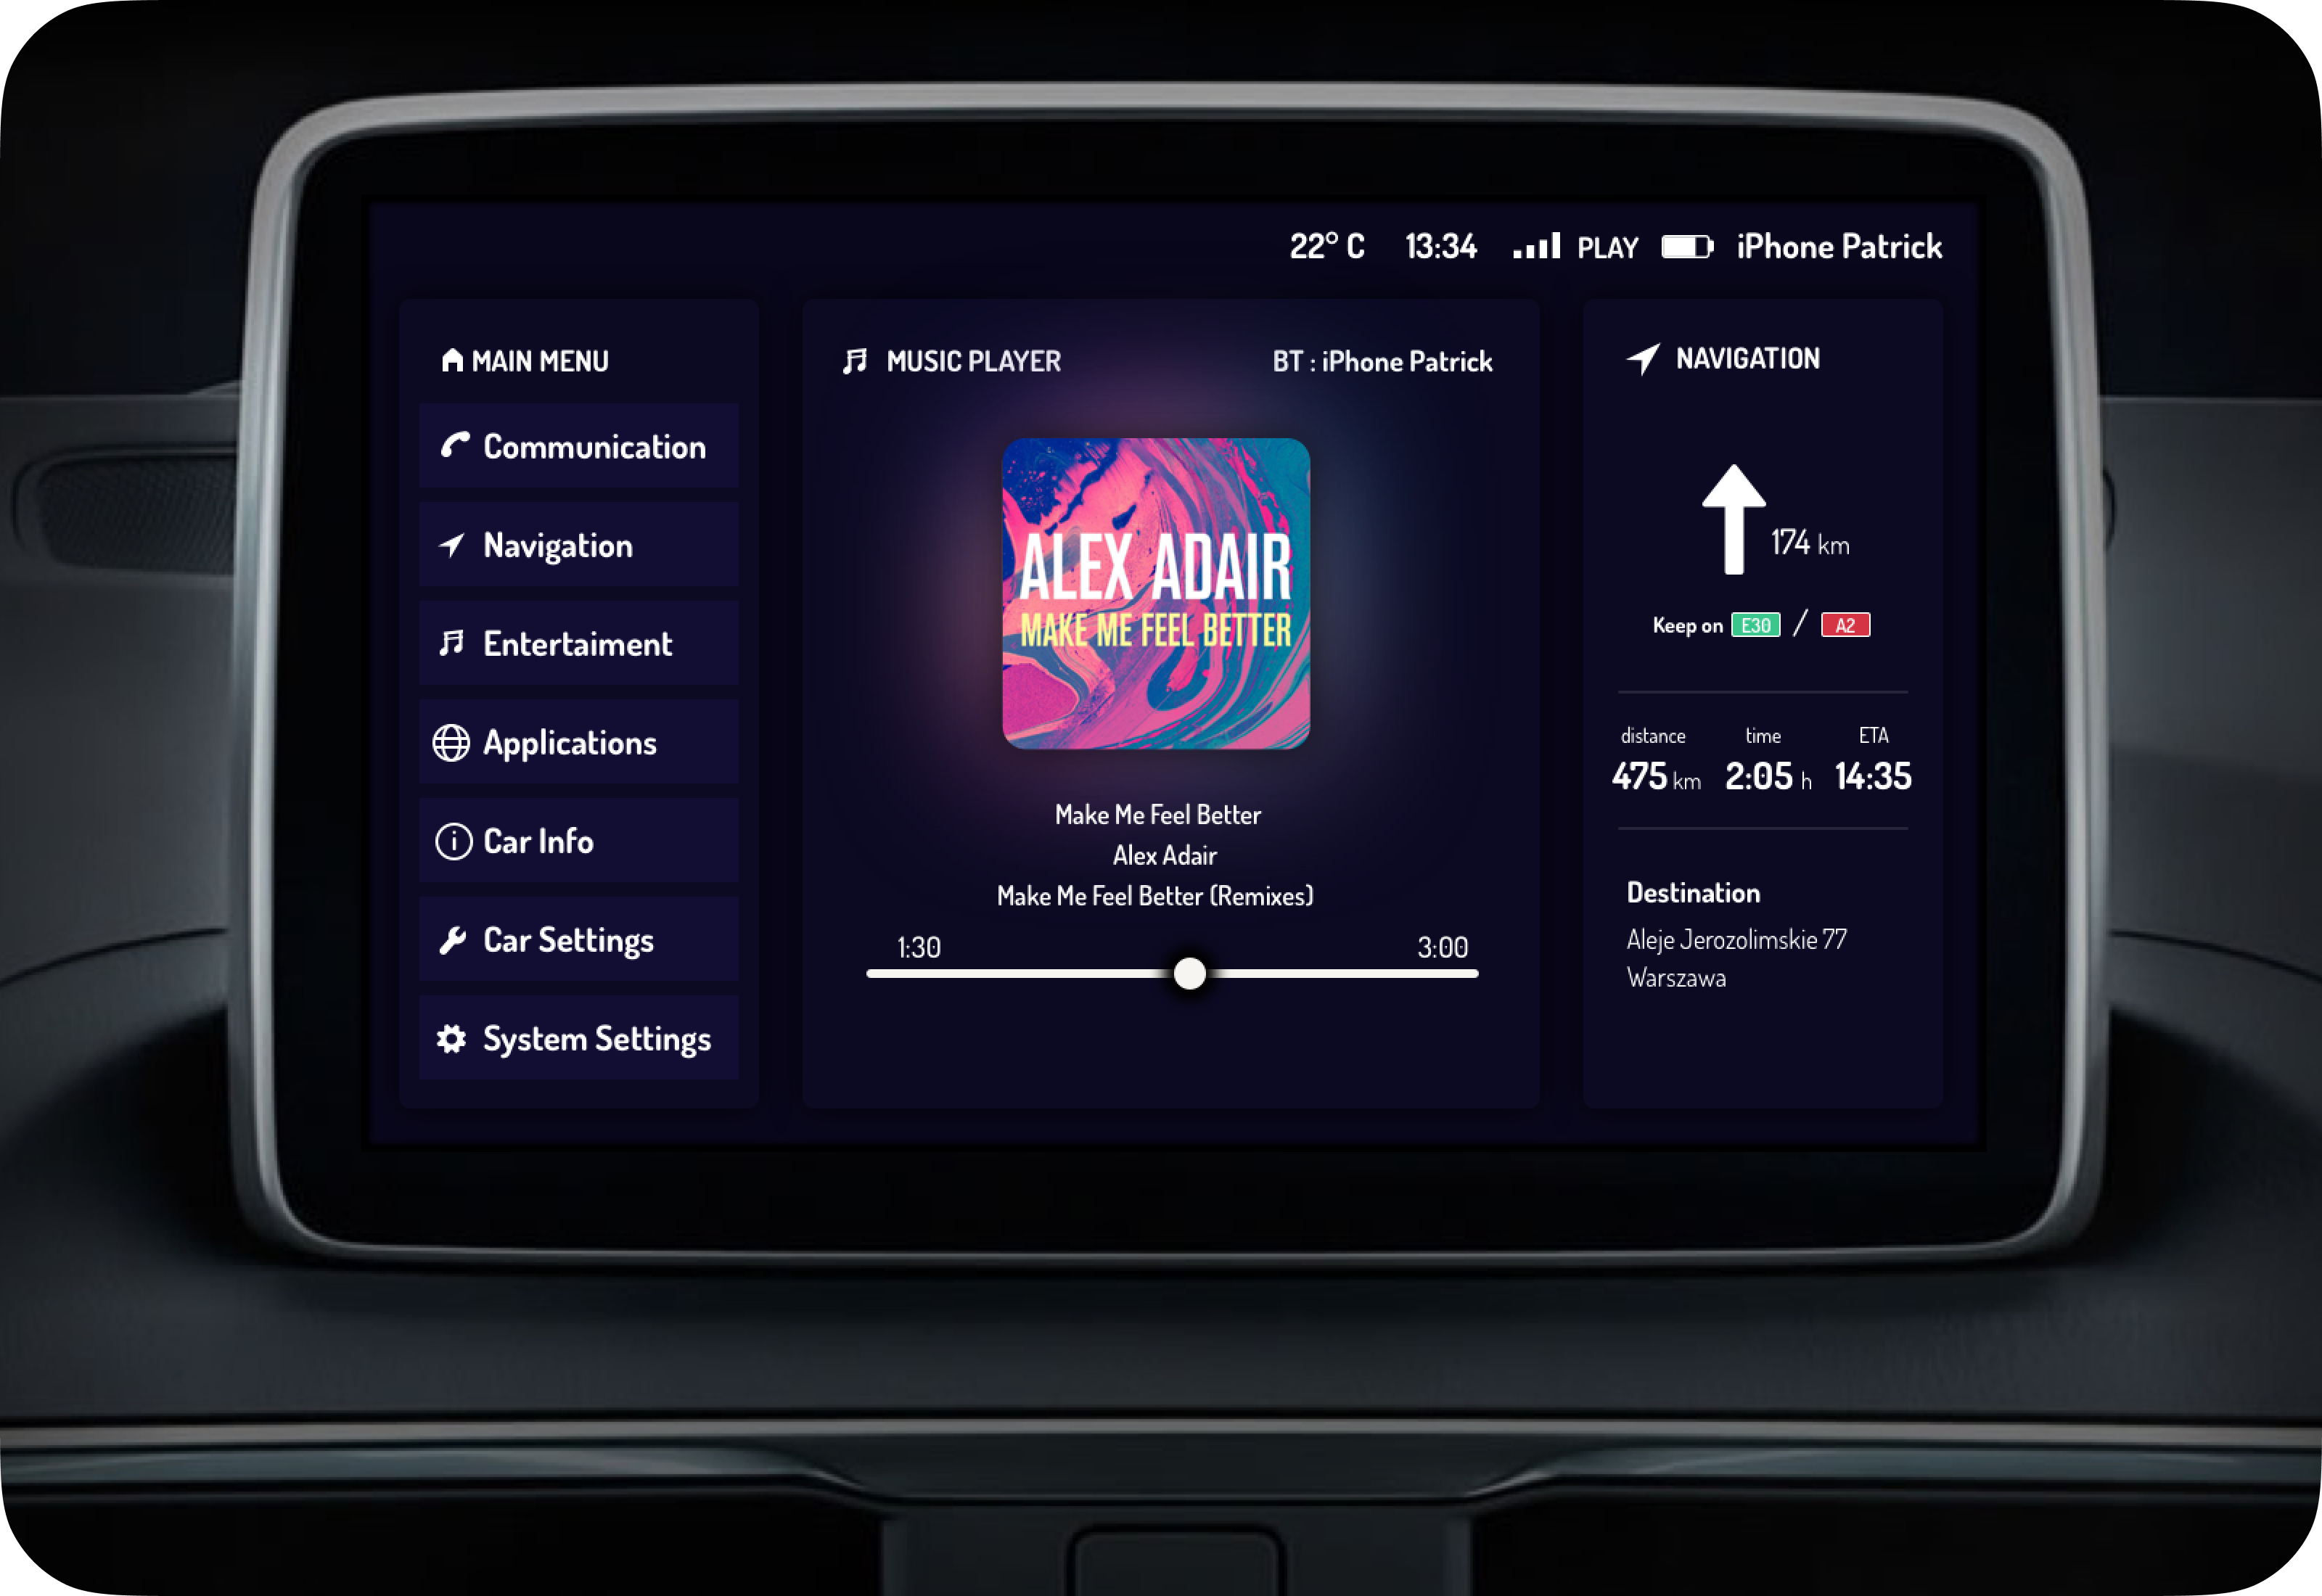 22° C 13:34 PLAY iPhone Patrick
MAIN MENU
Communication
Navigation
Entertaiment
Applications
Car Info
Car Settings
System Settings
MUSIC PLAYER BT : iPhone Patrick
ALEX ADAIR
MAKE ME FEEL BETTER
Make Me Feel Better
Alex Adair
Make Me Feel Better (Remixes)
1:30 3:00
NAVIGATION
174 km
Keep on E30 / A2
distance time ETA
475 km 2:05 h 14:35
Destination
Aleje Jerozolimskie 77
Warszawa